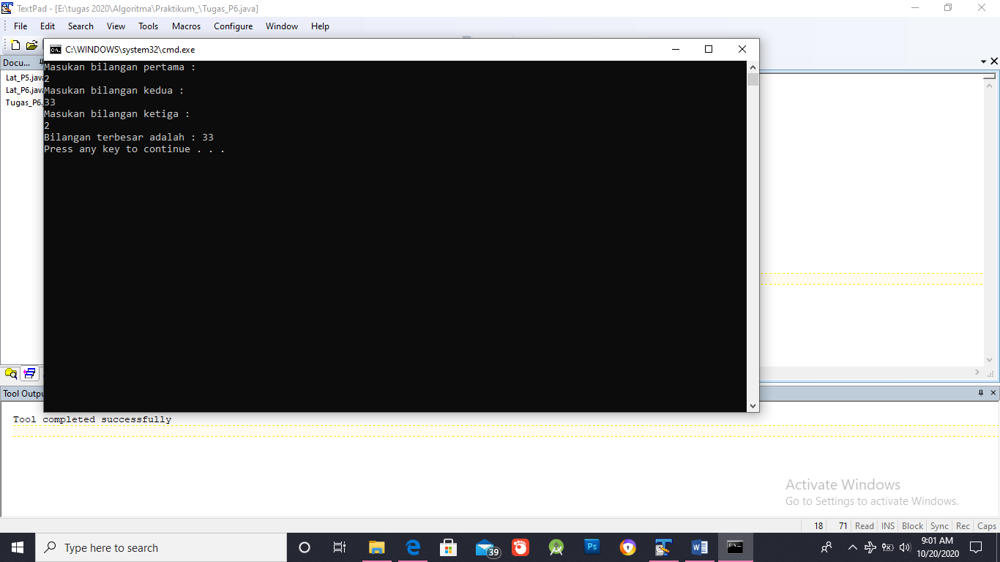 TextPad - [E:\tugas 2020\Algoritma\Praktikum_\Tugas_P6.java]
File Edit Search View Tools Macros Configure Window Help
C:\WINDOWS\system32\cmd.exe
Docu...
Lat_P5.java
Lat_P6.java
Tugas_P6.
Masukan bilangan pertama :
2
Masukan bilangan kedua :
33
Masukan bilangan ketiga :
2
Bilangan terbesar adalah : 33
Press any key to continue . . .
Tool Outpu
Tool completed successfully
Activate Windows
Go to Settings to activate Windows.
18 71 Read INS Block Sync Rec Caps
Type here to search
39
Ps
9:01 AM
10/20/2020